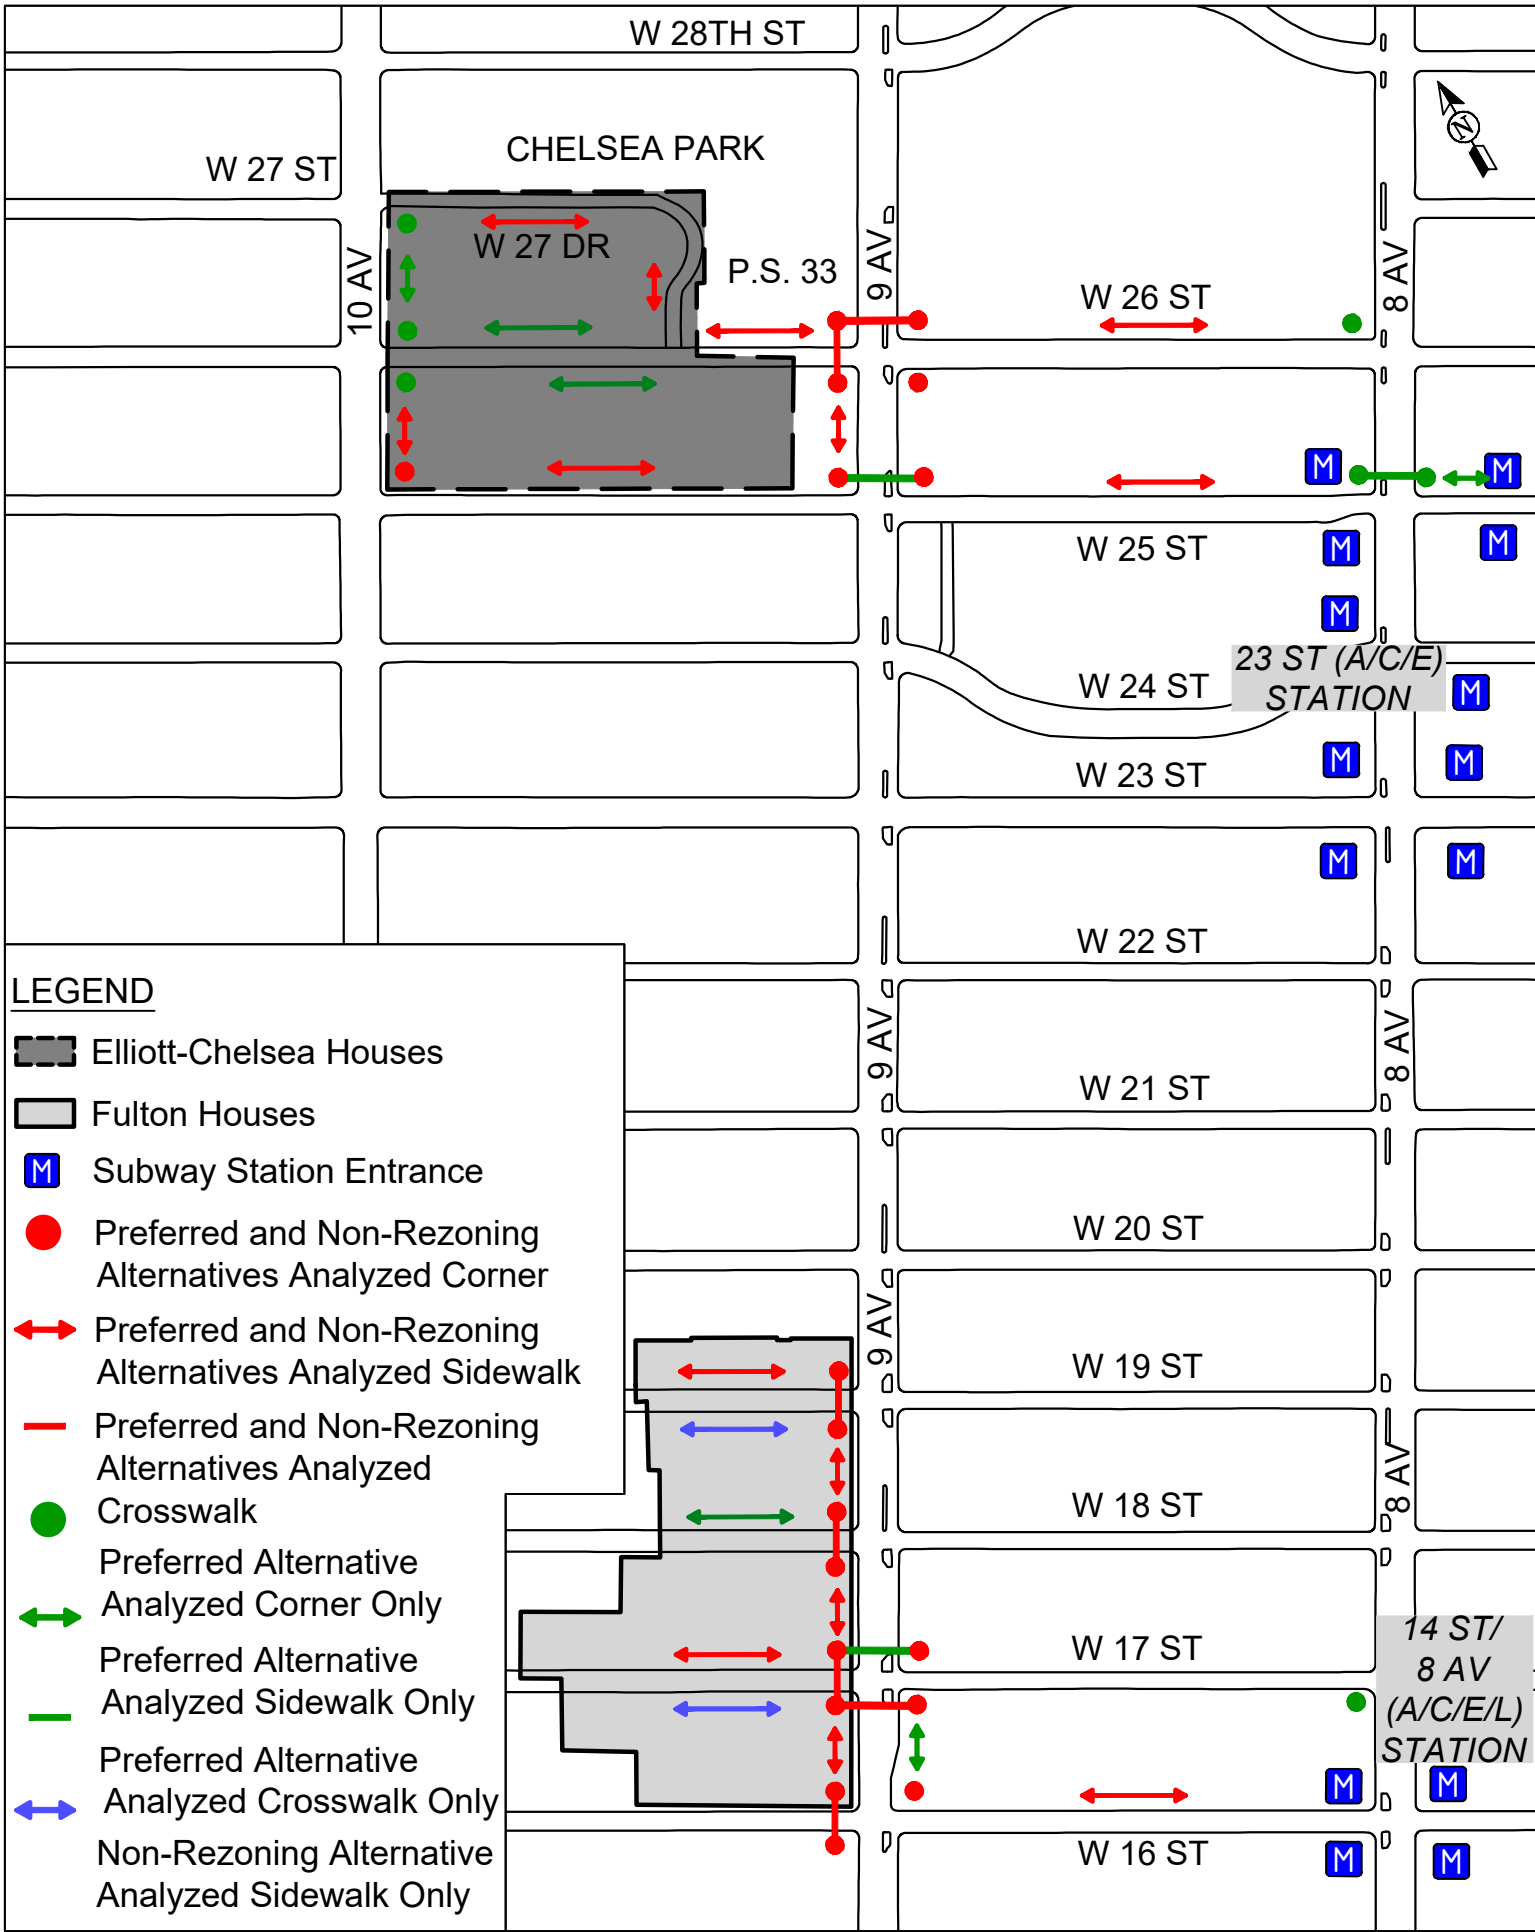 W 28TH ST
CHELSEA PARK
W 27 ST
N
W 27 DR
10 AV
P.S. 33
9 AV
W 26 ST
8 AV
M
M
W 25 ST
M
M
M
23 ST (A/C/E)
STATION
W 24 ST
M
W 23 ST
M
M
M
M
W 22 ST
9 AV
8 AV
W 21 ST
W 20 ST
9 AV
W 19 ST
8 AV
W 18 ST
W 17 ST
14 ST/
8 AV
(A/C/E/L)
STATION
M
M
W 16 ST
M
M
LEGEND
Elliott-Chelsea Houses
Fulton Houses
M Subway Station Entrance
Preferred and Non-Rezoning
Alternatives Analyzed Corner
Preferred and Non-Rezoning
Alternatives Analyzed Sidewalk
Preferred and Non-Rezoning
Alternatives Analyzed
Crosswalk
Preferred Alternative
Analyzed Corner Only
Preferred Alternative
Analyzed Sidewalk Only
Preferred Alternative
Analyzed Crosswalk Only
Non-Rezoning Alternative
Analyzed Sidewalk Only